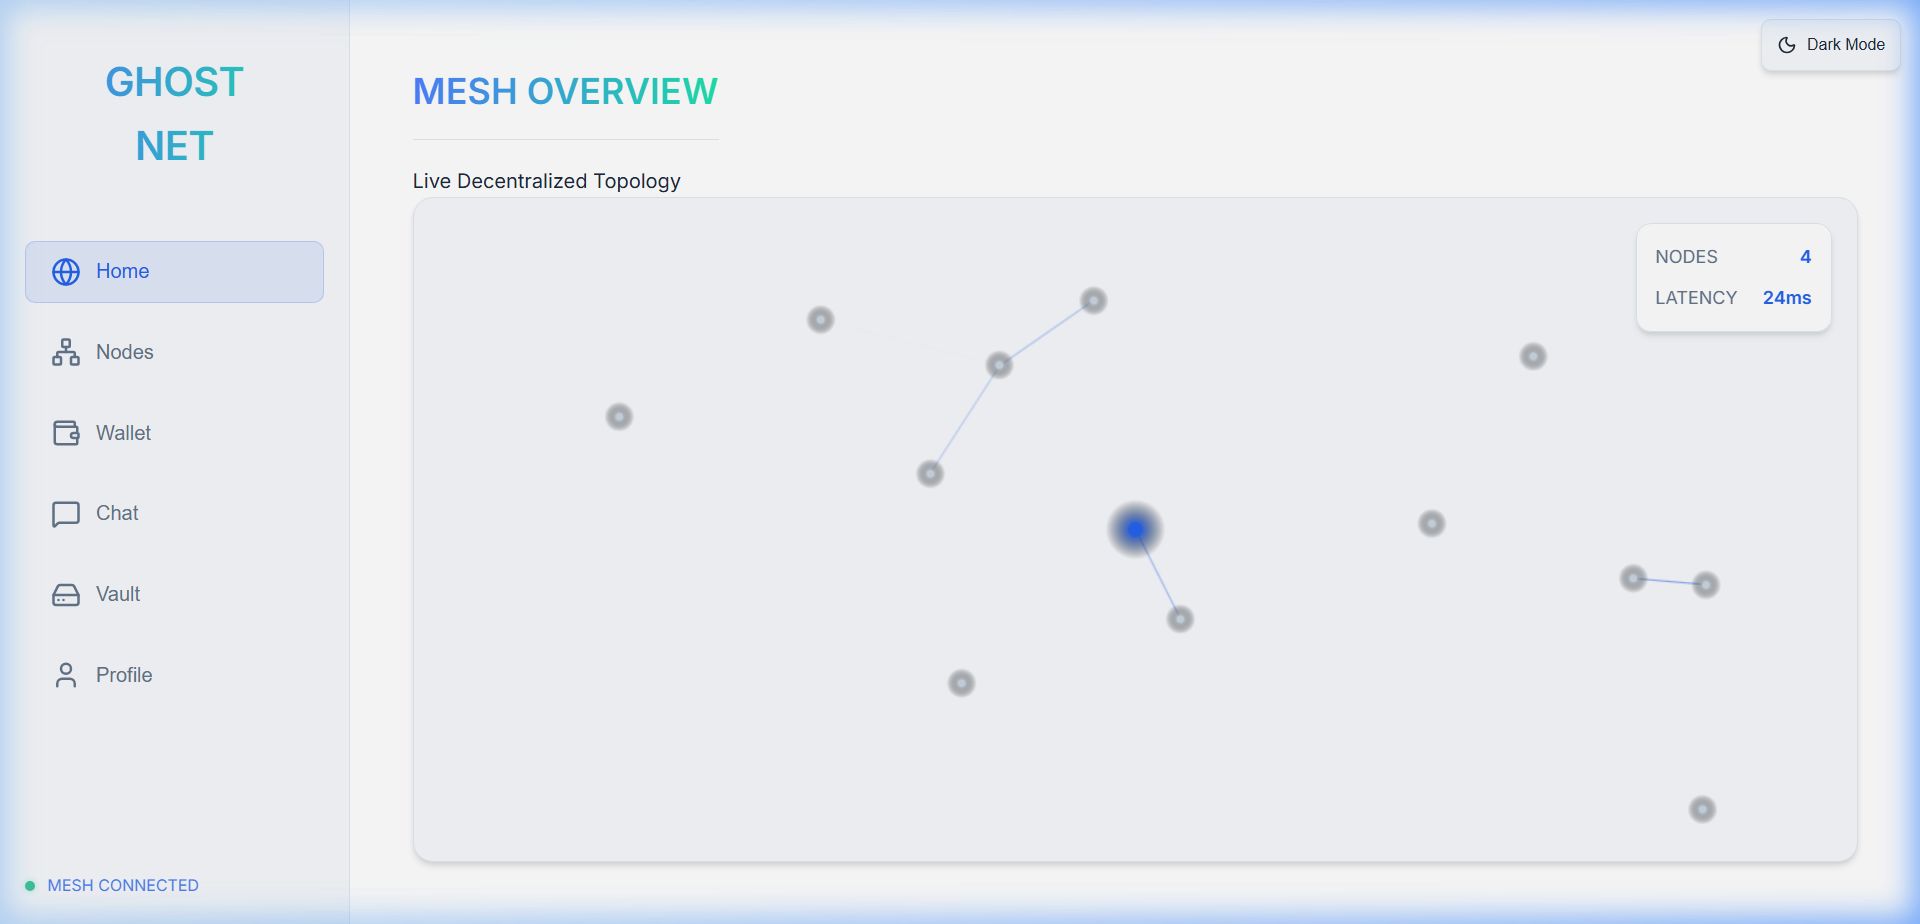 GHOST
NET
Home
Nodes
Wallet
Chat
Vault
Profile
MESH CONNECTED
Dark Mode
MESH OVERVIEW
Live Decentralized Topology
NODES 4
LATENCY 24ms